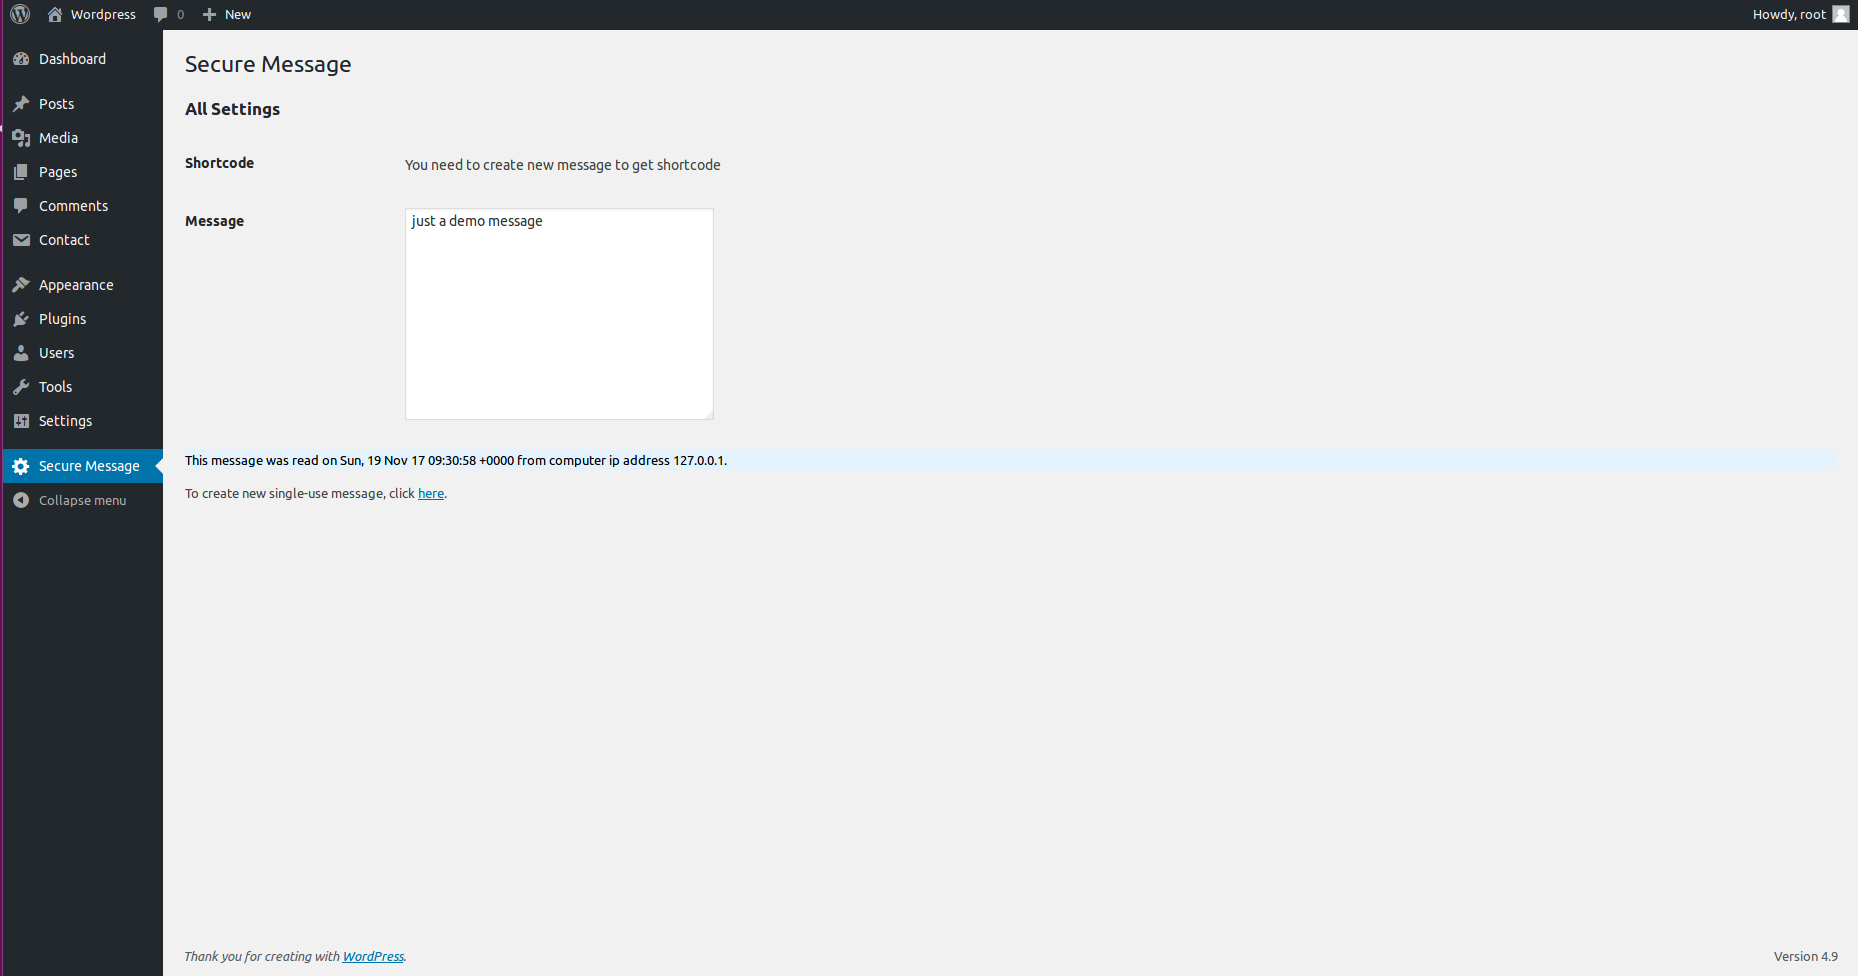 Wordpress 0 New Howdy, root
Dashboard
Posts
Media
Pages
Comments
Contact
Appearance
Plugins
Users
Tools
Settings
Secure Message
Collapse menu
Secure Message
All Settings
Shortcode You need to create new message to get shortcode
Message just a demo message
This message was read on Sun, 19 Nov 17 09:30:58 +0000 from computer ip address 127.0.0.1.
To create new single-use message, click here.
Thank you for creating with WordPress. Version 4.9